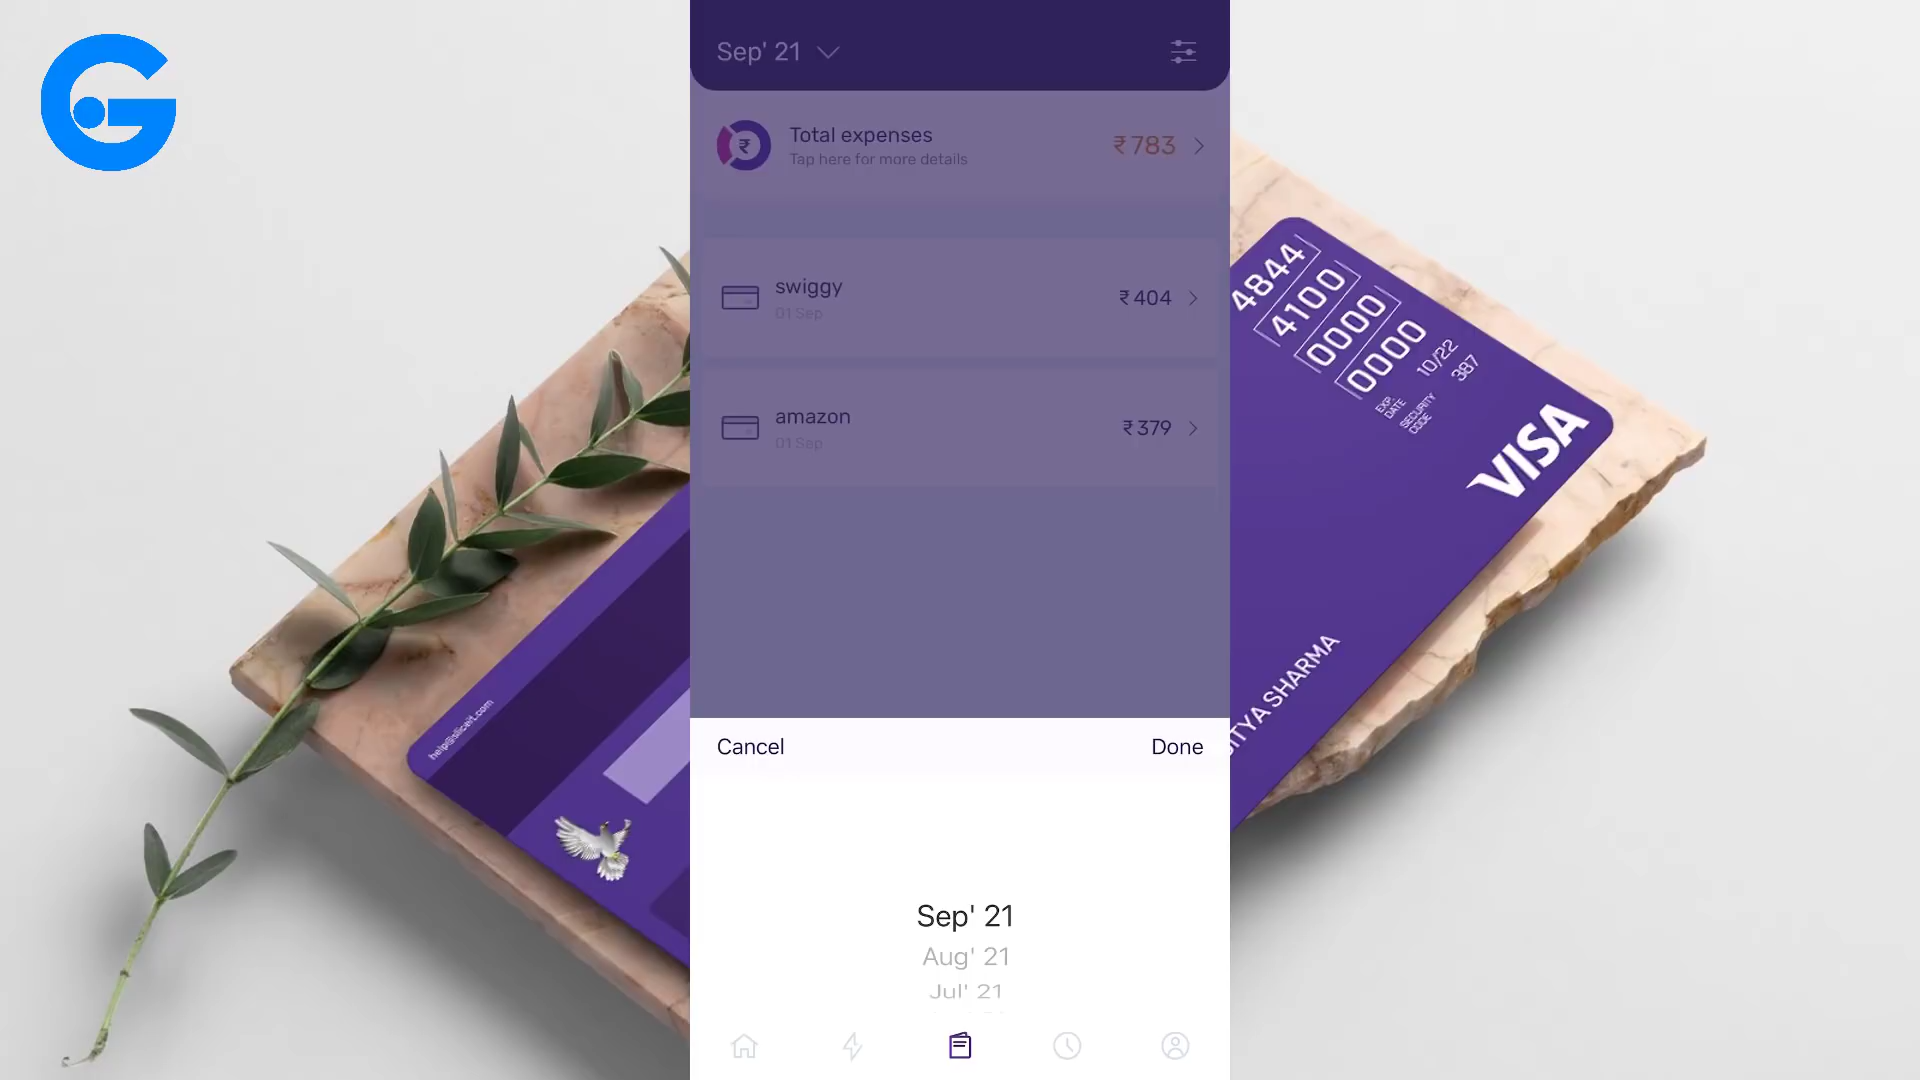 Sep' 21
Total expenses
Tap here for more details
₹783
swiggy
01 Sep
₹404
amazon
01 Sep
₹379
Cancel
Done
Sep' 21
Aug' 21
Jul' 21
4844
4100
0000
0000
EXP. DATE 10/22
SECURITY CODE 387
VISA
ITYA SHARMA
help@sliceit.com